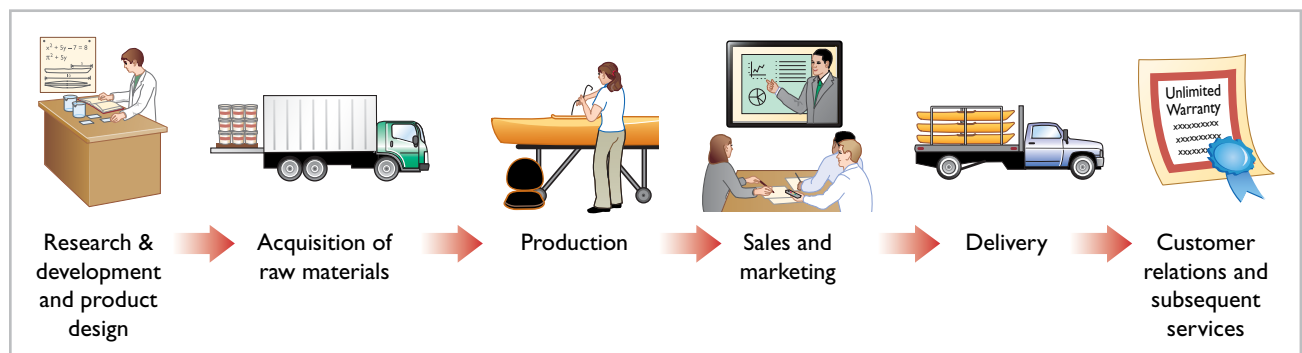 x² + 5y – 7 = 8
π² + 5y
Unlimited
Warranty
xxxxxxxxxx
xxxxxxxxxx
xxxxxxxx
Research &
development
and product
design
Acquisition of
raw materials
Production
Sales and
marketing
Delivery
Customer
relations and
subsequent
services